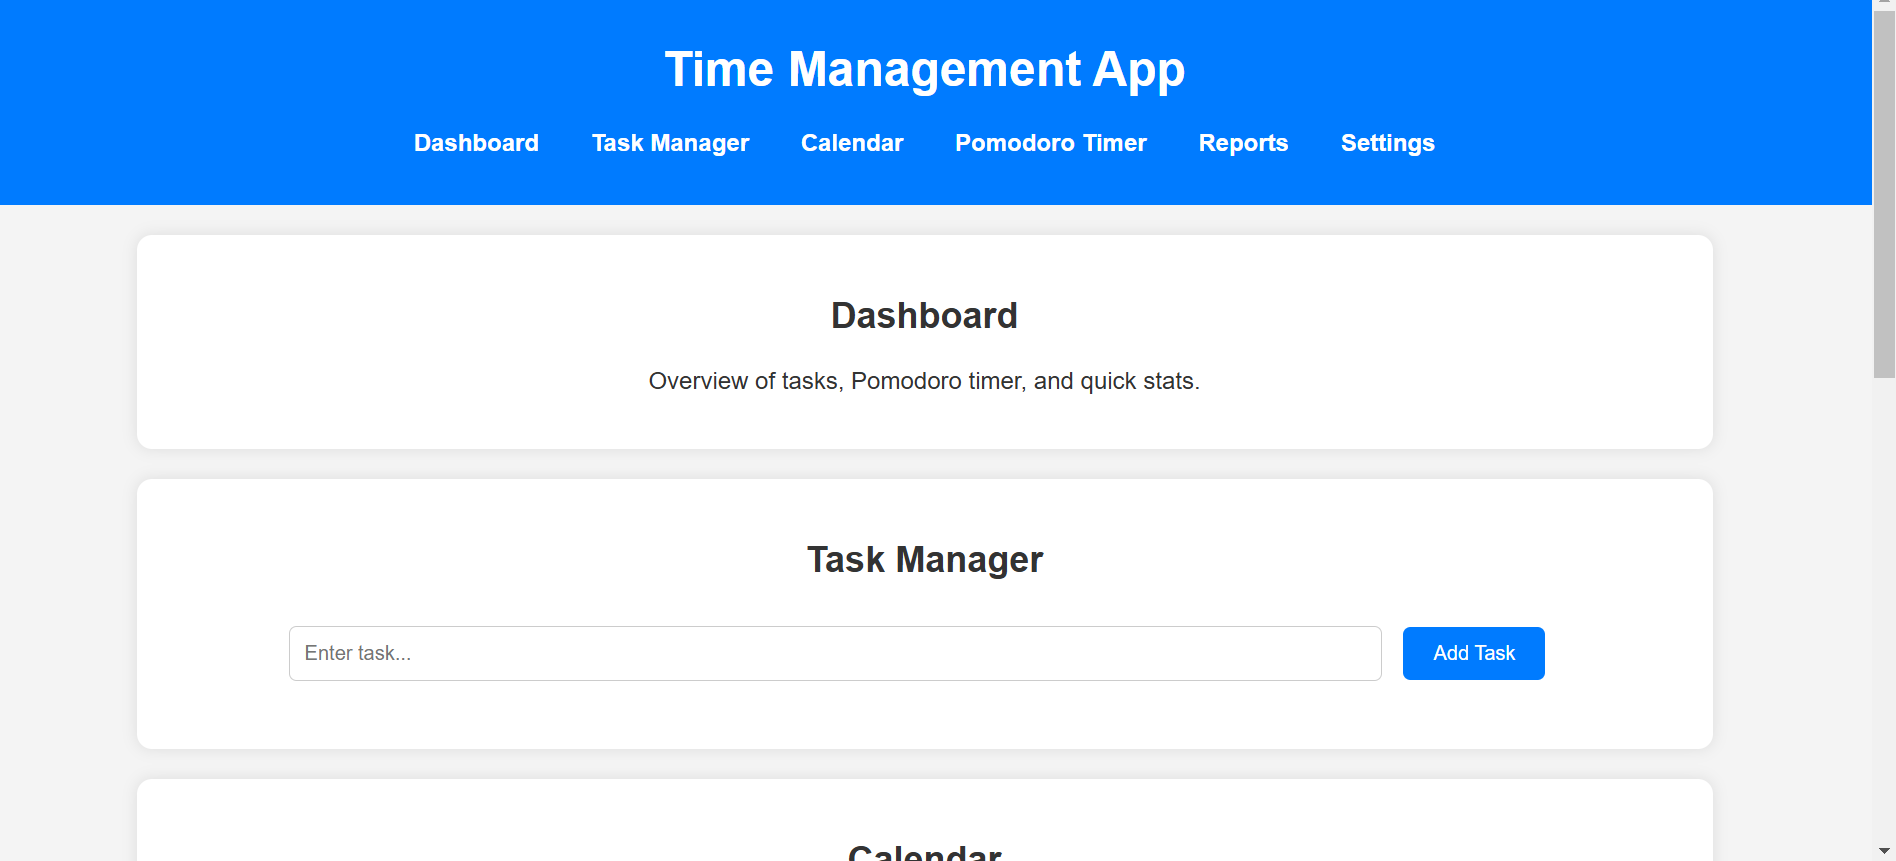 Time Management App
Dashboard Task Manager Calendar Pomodoro Timer Reports Settings
Dashboard
Overview of tasks, Pomodoro timer, and quick stats.
Task Manager
Enter task... Add Task
Calendar